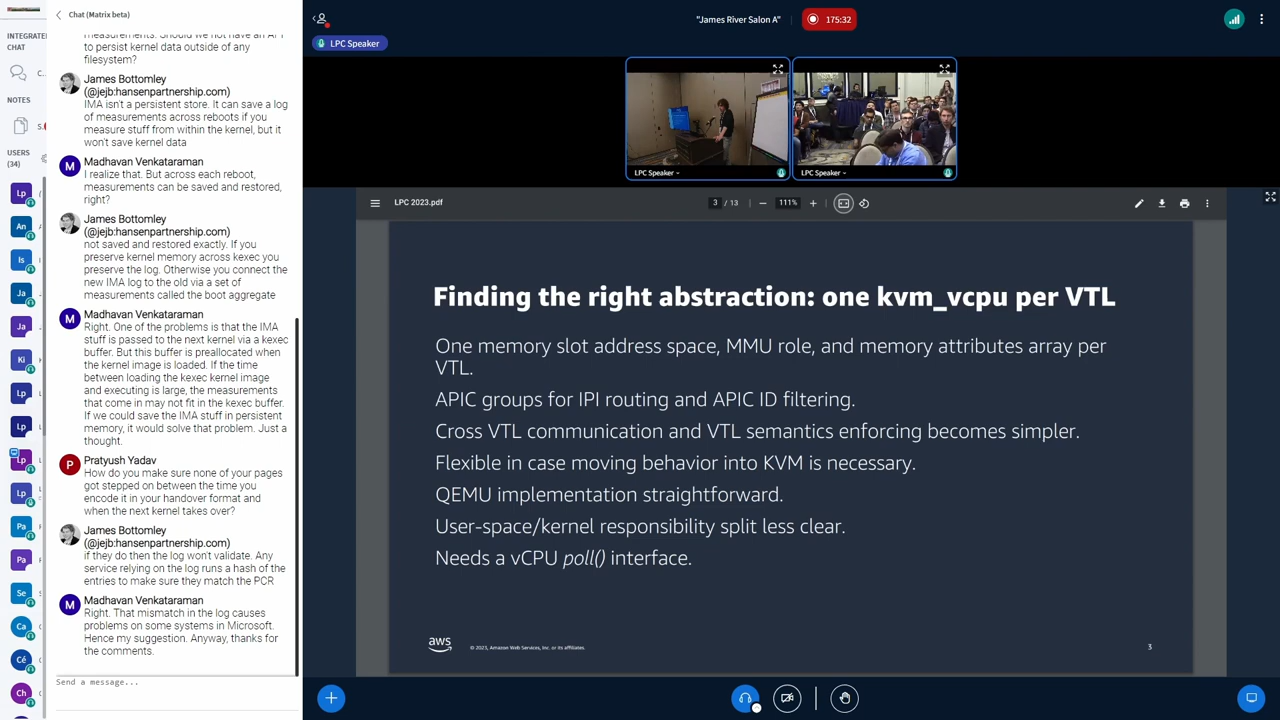 Chat (Matrix beta)
INTEGRATE
CHAT
C.
NOTES
S.
USERS
(34)
Lp
An
Is
Ja
Ja
Ki
Lp
Lp
Lp
Pa
Pa
Se
Ca
Cé
Ch
to persist kernel data outside of any
filesystem?
James Bottomley
(@jejb:hansenpartnership.com)
IMA isn't a persistent store. It can save a log
of measurements across reboots if you
measure stuff from within the kernel, but it
won't save kernel data
M
Madhavan Venkataraman
I realize that. But across each reboot,
measurements can be saved and restored,
right?
James Bottomley
(@jejb:hansenpartnership.com)
not saved and restored exactly. If you
preserve kernel memory across kexec you
preserve the log. Otherwise you connect the
new IMA log to the old via a set of
measurements called the boot aggregate
M
Madhavan Venkataraman
Right. One of the problems is that the IMA
stuff is passed to the next kernel via a kexec
buffer. But this buffer is preallocated when
the kernel image is loaded. If the time
between loading the kexec kernel image
and executing is large, the measurements
that come in may not fit in the kexec buffer.
If we could save the IMA stuff in persistent
memory, it would solve that problem. Just a
thought.
P
Pratyush Yadav
How do you make sure none of your pages
got stepped on between the time you
encode it in your handover format and
when the next kernel takes over?
James Bottomley
(@jejb:hansenpartnership.com)
if they do then the log won't validate. Any
service relying on the log runs a hash of the
entries to make sure they match the PCR
M
Madhavan Venkataraman
Right. That mismatch in the log causes
problems on some systems in Microsoft.
Hence my suggestion. Anyway, thanks for
the comments.
Send a message...
"James River Salon A"
175:32
LPC Speaker
LPC Speaker
LPC Speaker
LPC 2023.pdf
3 / 13
111%
Finding the right abstraction: one kvm_vcpu per VTL
One memory slot address space, MMU role, and memory attributes array per
VTL.
APIC groups for IPI routing and APIC ID filtering.
Cross VTL communication and VTL semantics enforcing becomes simpler.
Flexible in case moving behavior into KVM is necessary.
QEMU implementation straightforward.
User-space/kernel responsibility split less clear.
Needs a vCPU poll() interface.
aws
© 2023, Amazon Web Services, Inc. or its affiliates.
3